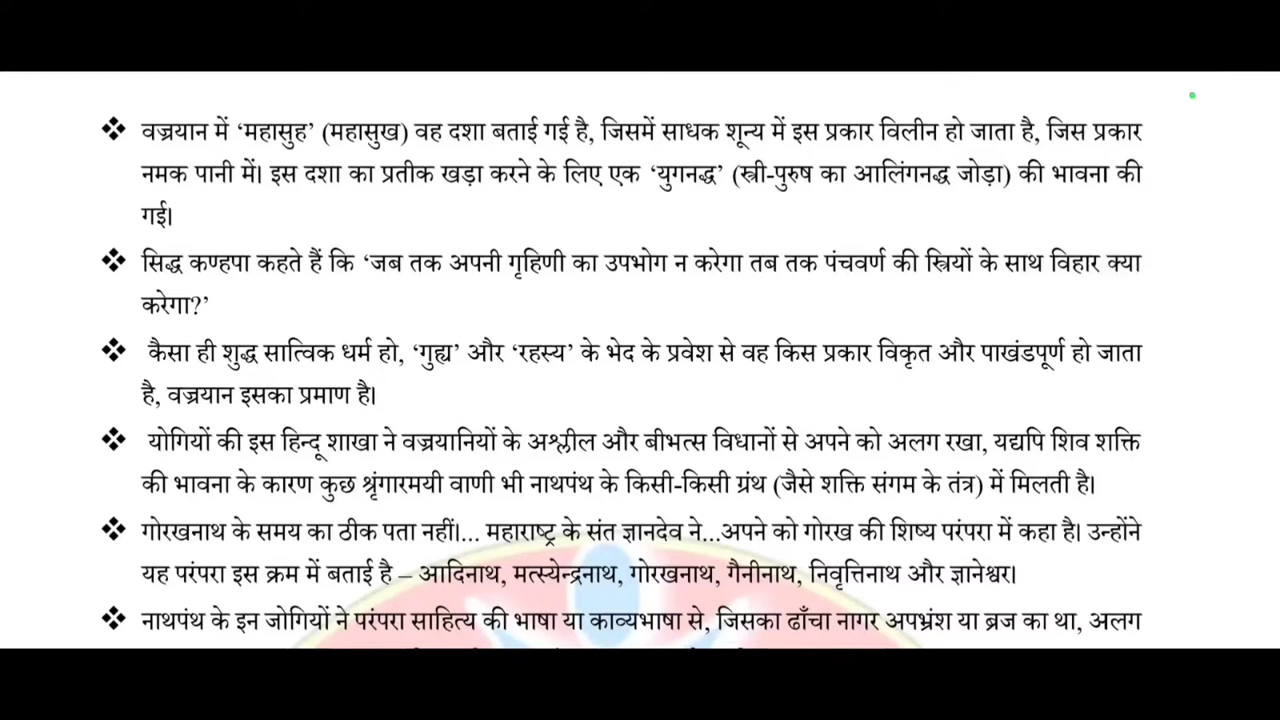 ❖ वज्रयान में ‘महासुह’ (महासुख) वह दशा बताई गई है, जिसमें साधक शून्य में इस प्रकार विलीन हो जाता है, जिस प्रकार
नमक पानी में। इस दशा का प्रतीक खड़ा करने के लिए एक ‘युगनद्ध’ (स्त्री-पुरुष का आलिंगनद्ध जोड़ा) की भावना की
गई।
❖ सिद्ध कण्हपा कहते हैं कि ‘जब तक अपनी गृहिणी का उपभोग न करेगा तब तक पंचवर्ण की स्त्रियों के साथ विहार क्या
करेगा?’
❖ कैसा ही शुद्ध सात्विक धर्म हो, ‘गुह्य’ और ‘रहस्य’ के भेद के प्रवेश से वह किस प्रकार विकृत और पाखंडपूर्ण हो जाता
है, वज्रयान इसका प्रमाण है।
❖ योगियों की इस हिन्दू शाखा ने वज्रयानियों के अश्लील और बीभत्स विधानों से अपने को अलग रखा, यद्यपि शिव शक्ति
की भावना के कारण कुछ श्रृंगारमयी वाणी भी नाथपंथ के किसी-किसी ग्रंथ (जैसे शक्ति संगम के तंत्र) में मिलती है।
❖ गोरखनाथ के समय का ठीक पता नहीं।... महाराष्ट्र के संत ज्ञानदेव ने...अपने को गोरख की शिष्य परंपरा में कहा है। उन्होंने
यह परंपरा इस क्रम में बताई है – आदिनाथ, मत्स्येन्द्रनाथ, गोरखनाथ, गैनीनाथ, निवृत्तिनाथ और ज्ञानेश्वर।
❖ नाथपंथ के इन जोगियों ने परंपरा साहित्य की भाषा या काव्यभाषा से, जिसका ढाँचा नागर अपभ्रंश या ब्रज का था, अलग